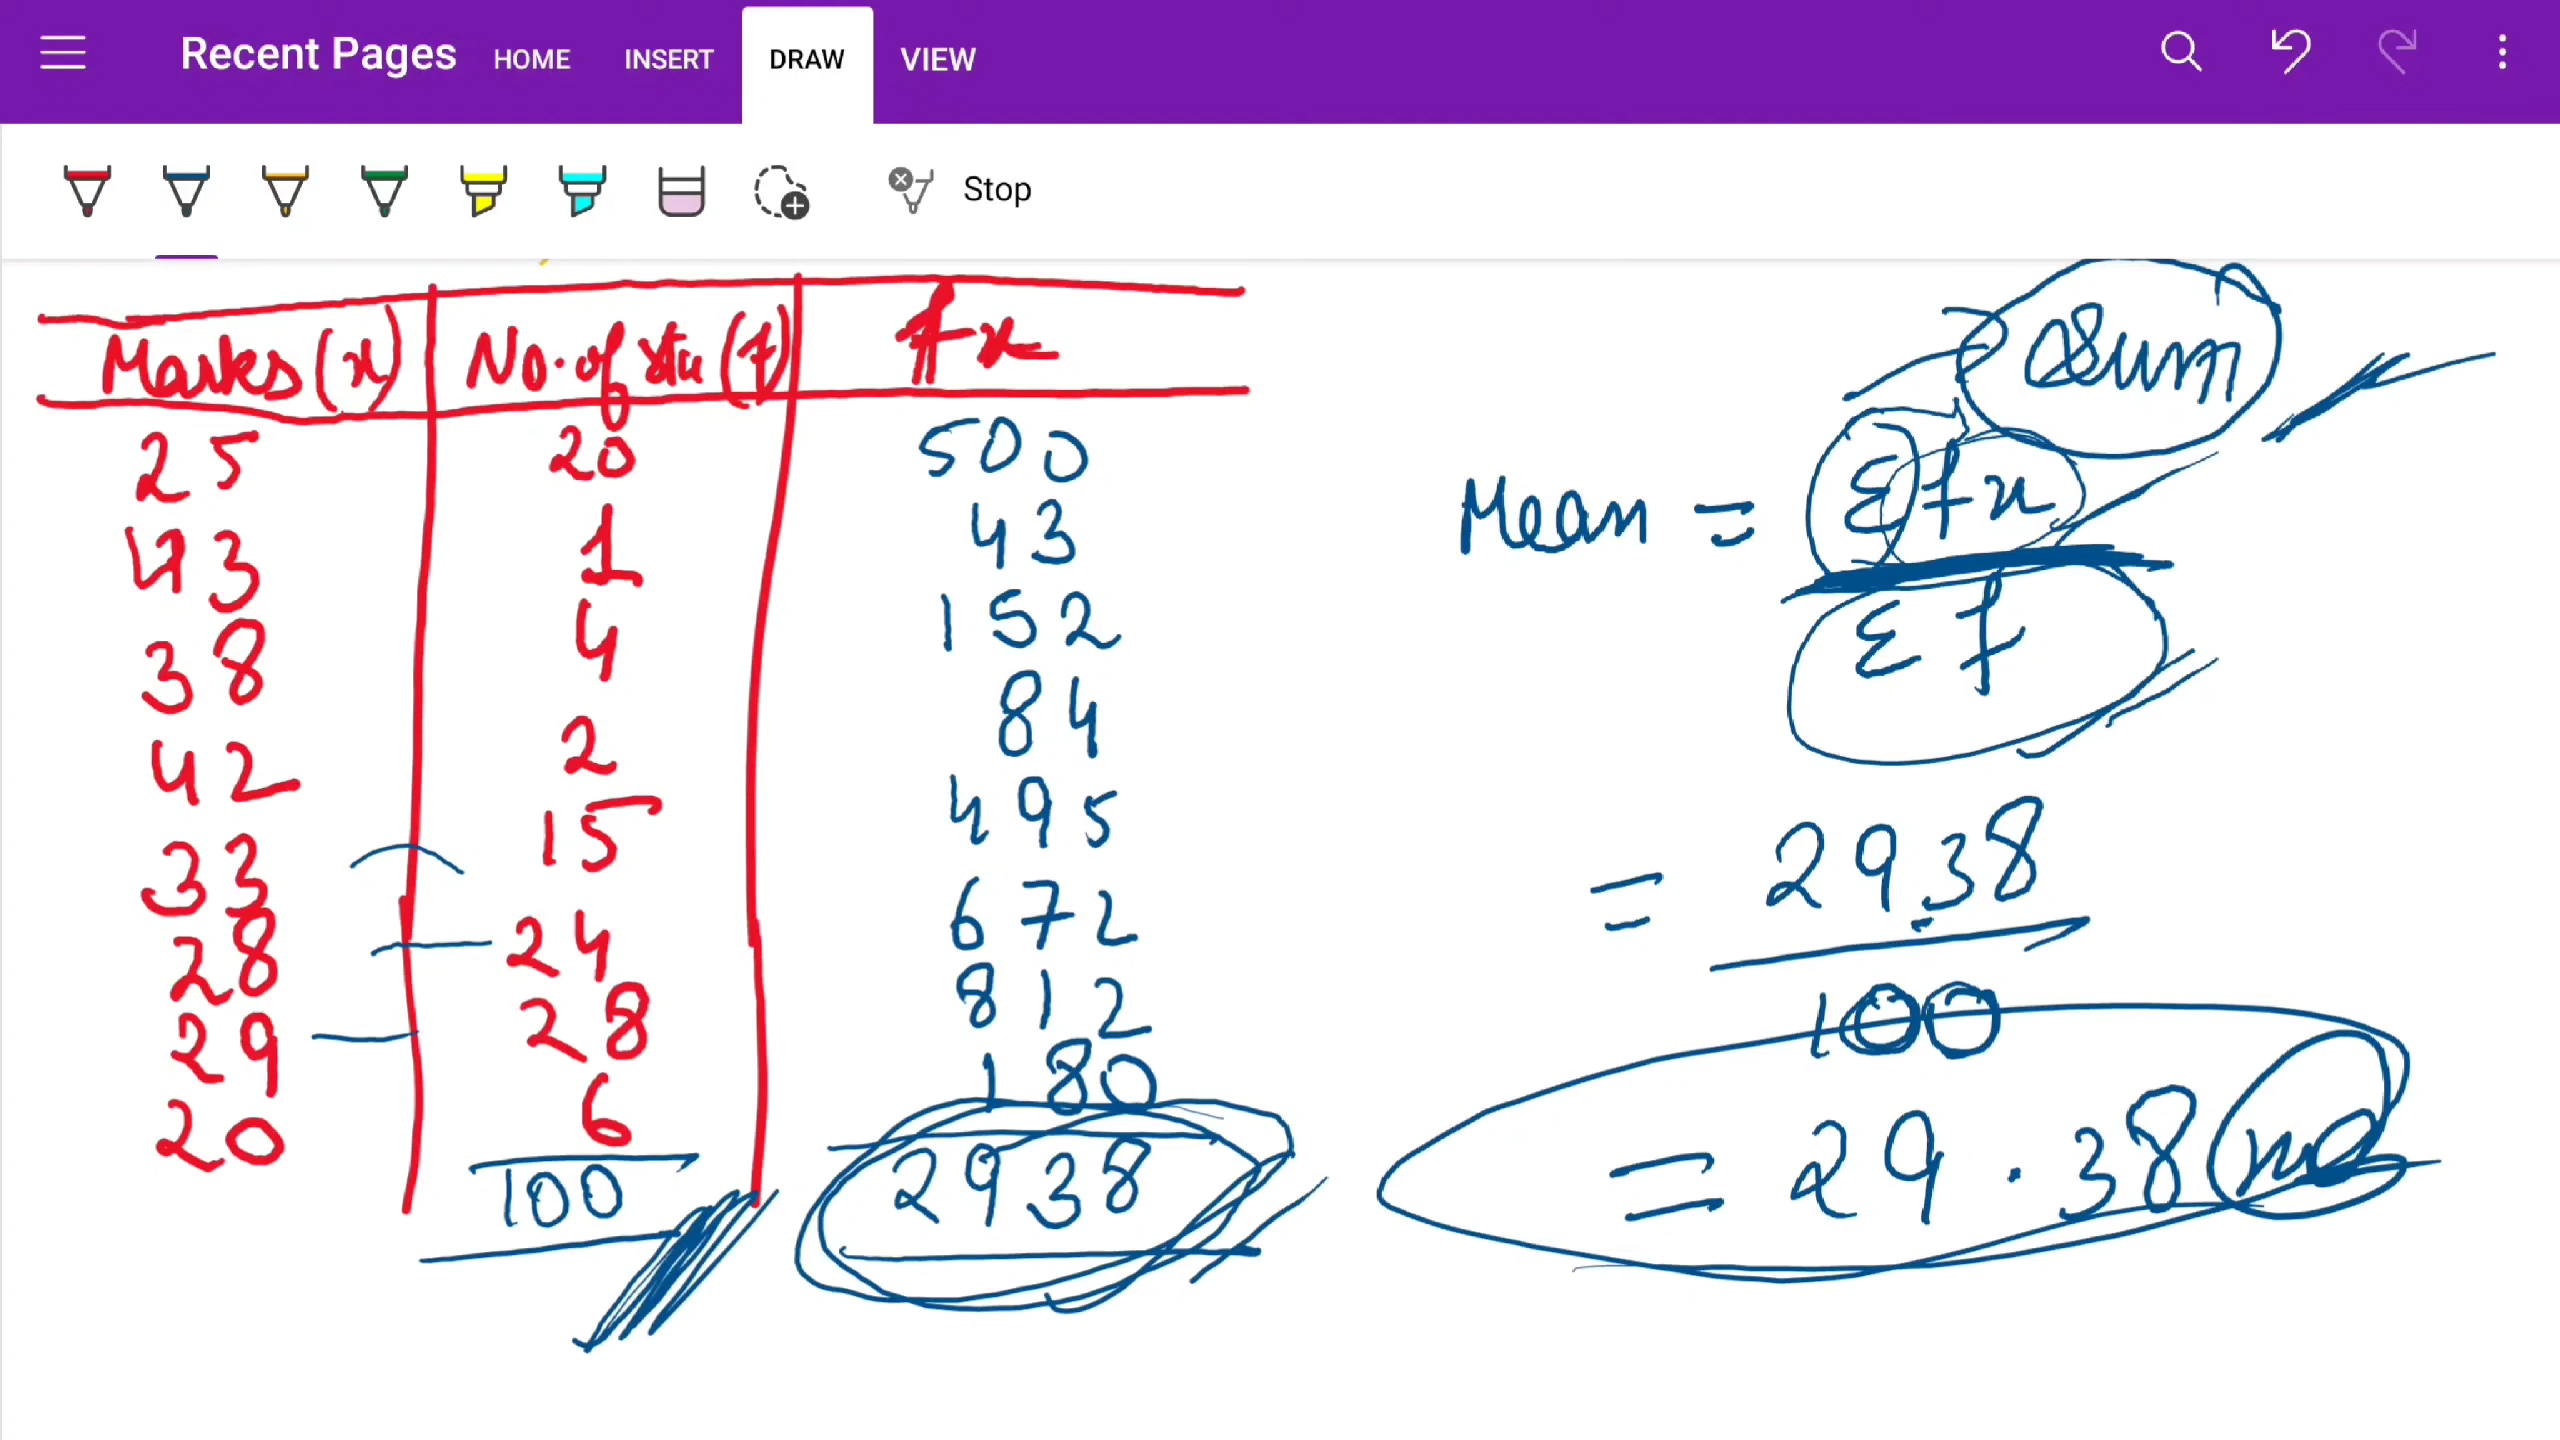 Recent Pages HOME INSERT DRAW VIEW
Stop
Marks (x) No. of stu (f) fx
25 20 500
43 1 43
38 4 152
42 2 84
33 15 495
28 24 672
29 28 812
20 6 180
100 2938
Sum
Mean = Σfx
Σf
= 2938
100
= 29.38